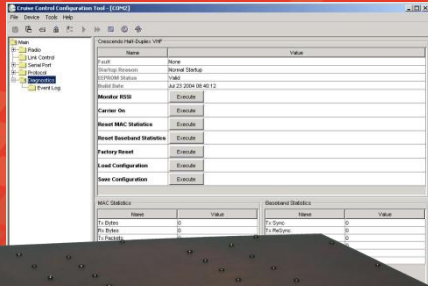 Cruise Control Configuration Tool - [COM2]
File Device Tools Help
Main
Radio
Link Control
Serial Port
Protocol
Diagnostics
Event Log
Crescendo Half-Duplex VHF
Name Value
Fault None
Startup Reason Normal Startup
EEPROM Status Valid
Build Date Jul 23 2004 08:40:12
Monitor RSSI Execute
Carrier On Execute
Reset MAC Statistics Execute
Reset Baseband Statistics Execute
Factory Reset Execute
Load Configuration Execute
Save Configuration Execute
MAC Statistics Baseband Statistics
Name Value Name Value
Tx Bytes 0 Tx Sync 0
Rx Bytes 0 Tx ReSync 0
Tx Packets 0